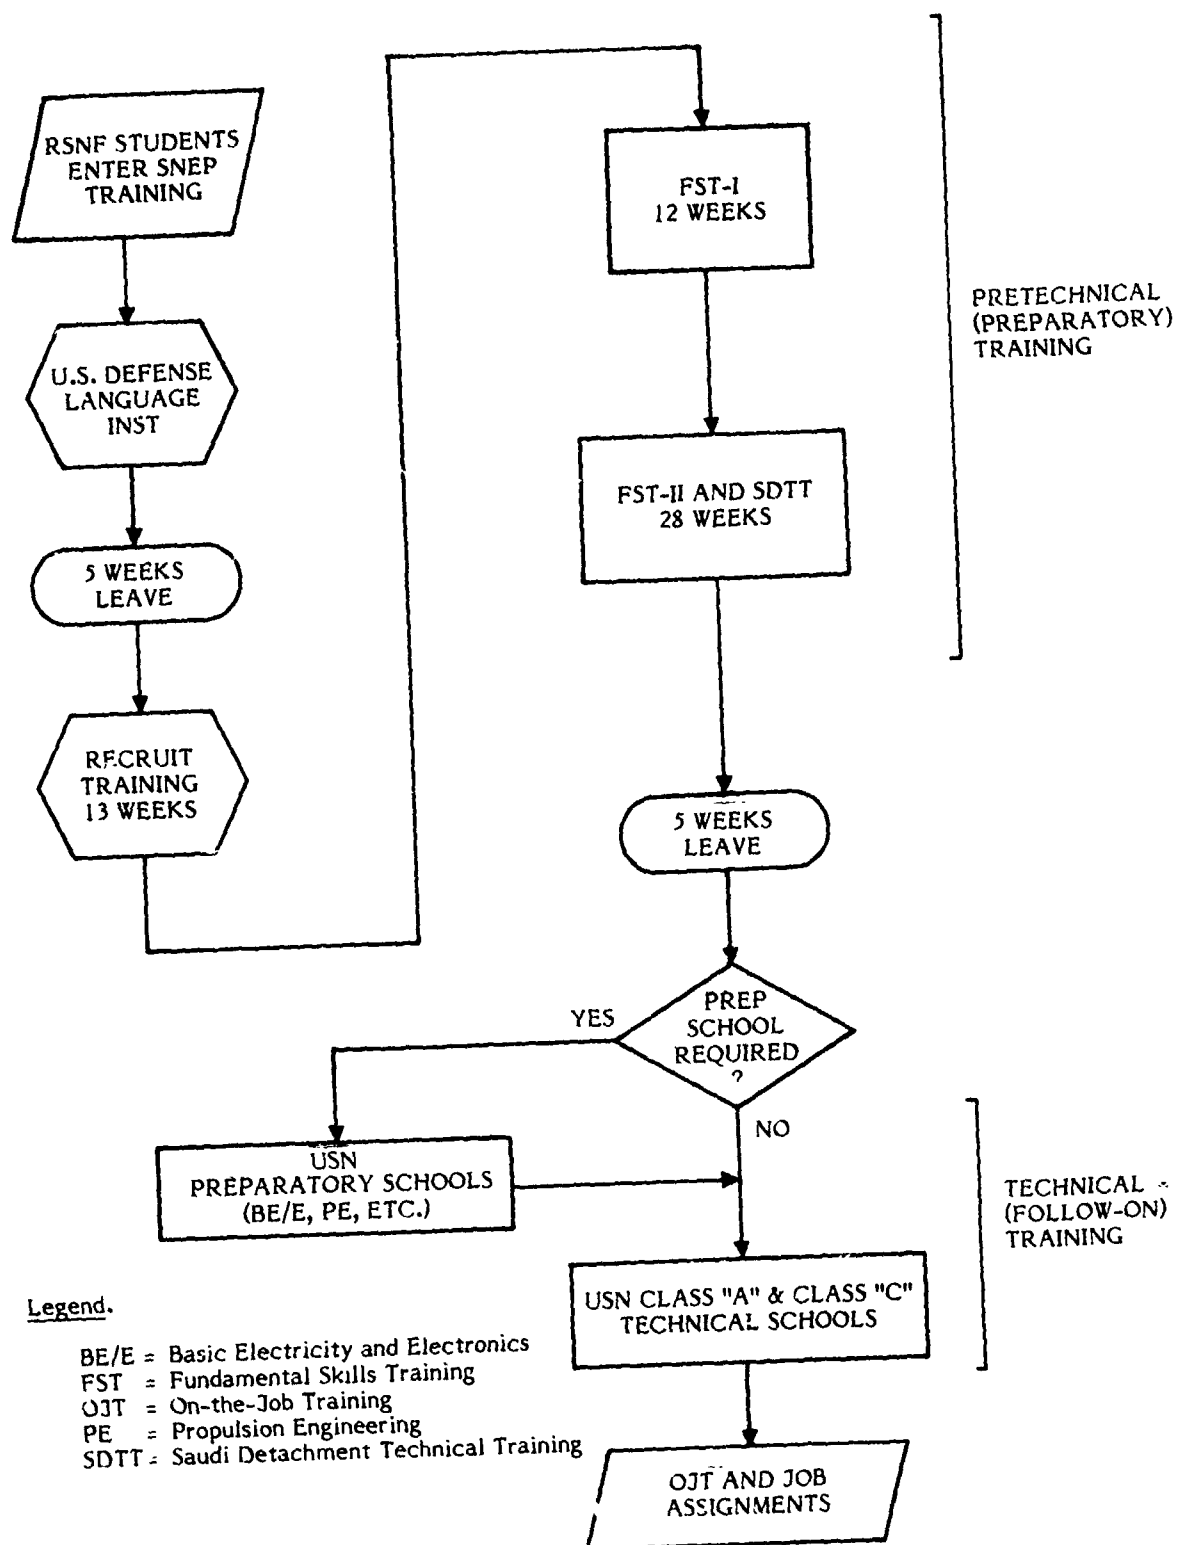 RSNF STUDENTS
ENTER SNEP
TRAINING
U.S. DEFENSE
LANGUAGE
INST
5 WEEKS
LEAVE
RECRUIT
TRAINING
13 WEEKS
FST-I
12 WEEKS
FST-II AND SDTT
28 WEEKS
PRETECHNICAL
(PREPARATORY)
TRAINING
5 WEEKS
LEAVE
PREP
SCHOOL
REQUIRED
?
YES
NO
USN
PREPARATORY SCHOOLS
(BE/E, PE, ETC.)
TECHNICAL
(FOLLOW-ON)
TRAINING
USN CLASS "A" & CLASS "C"
TECHNICAL SCHOOLS
OJT AND JOB
ASSIGNMENTS
Legend.
BE/E = Basic Electricity and Electronics
FST = Fundamental Skills Training
OJT = On-the-Job Training
PE = Propulsion Engineering
SDTT = Saudi Detachment Technical Training